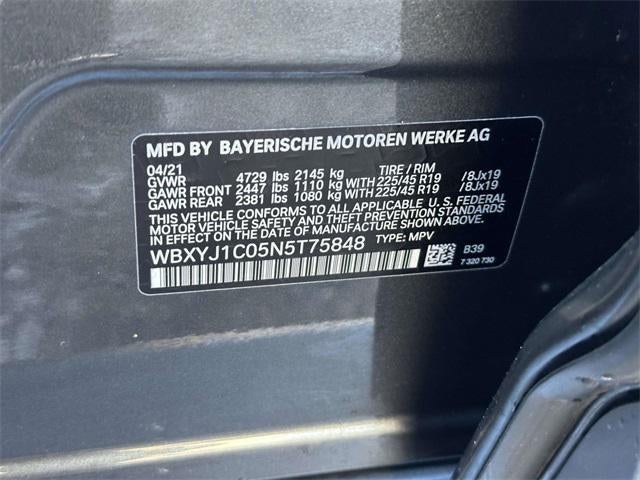 MFD BY BAYERISCHE MOTOREN WERKE AG
04/21 TIRE / RIM
GVWR 4729 lbs 2145 kg
GAWR FRONT 2447 lbs 1110 kg WITH 225/45 R19 /8Jx19
GAWR REAR 2381 lbs 1080 kg WITH 225/45 R19 /8Jx19
THIS VEHICLE CONFORMS TO ALL APPLICABLE U.S. FEDERAL
MOTOR VEHICLE SAFETY AND THEFT PREVENTION STANDARDS
IN EFFECT ON THE DATE OF MANUFACTURE SHOWN ABOVE.
WBXYJ1C05N5T75848 TYPE: MPV B39
7 320 730